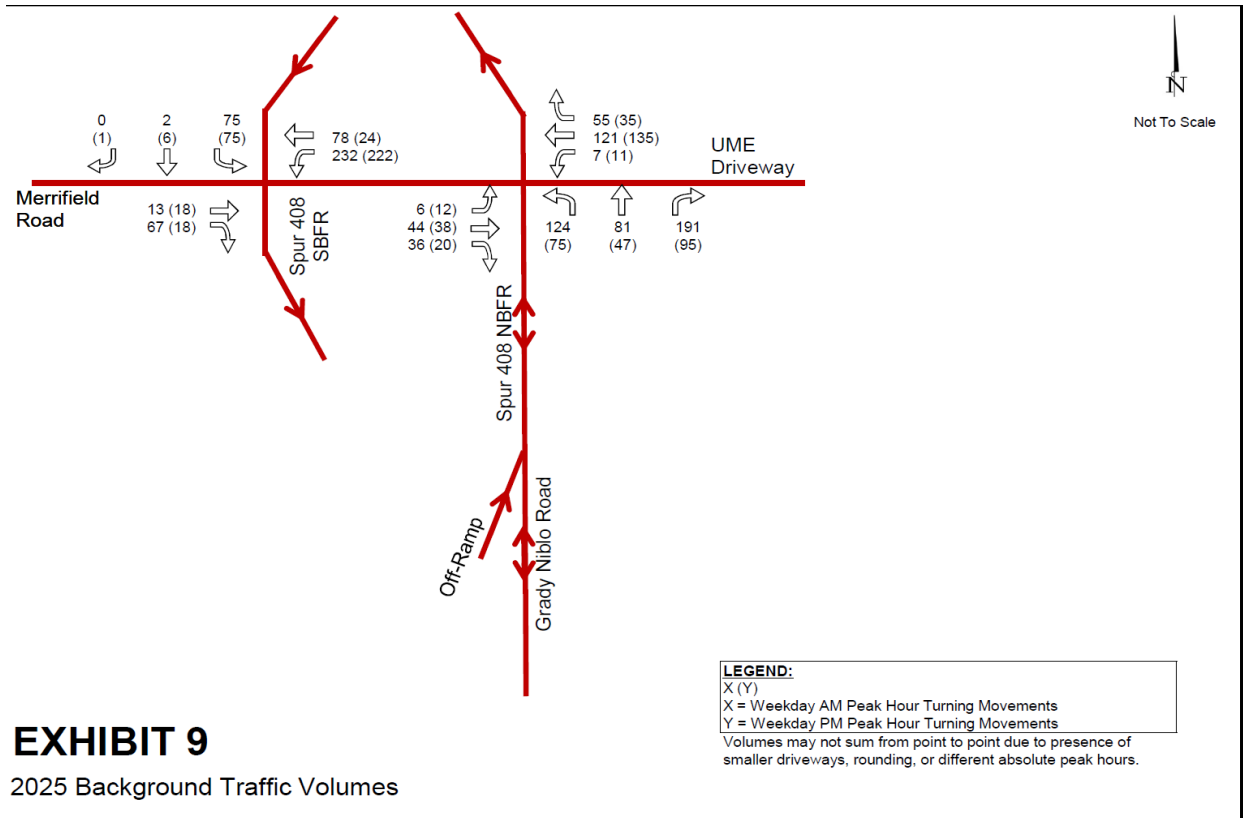 N
Not To Scale
0
(1)
2
(6)
75
(75)
78 (24)
232 (222)
55 (35)
121 (135)
7 (11)
UME
Driveway
Merrifield
Road
13 (18)
67 (18)
Spur 408
SBFR
6 (12)
44 (38)
36 (20)
124
(75)
81
(47)
191
(95)
Spur 408 NBFR
Off-Ramp
Grady Niblo Road
LEGEND:
X (Y)
X = Weekday AM Peak Hour Turning Movements
Y = Weekday PM Peak Hour Turning Movements
Volumes may not sum from point to point due to presence of
smaller driveways, rounding, or different absolute peak hours.
EXHIBIT 9
2025 Background Traffic Volumes